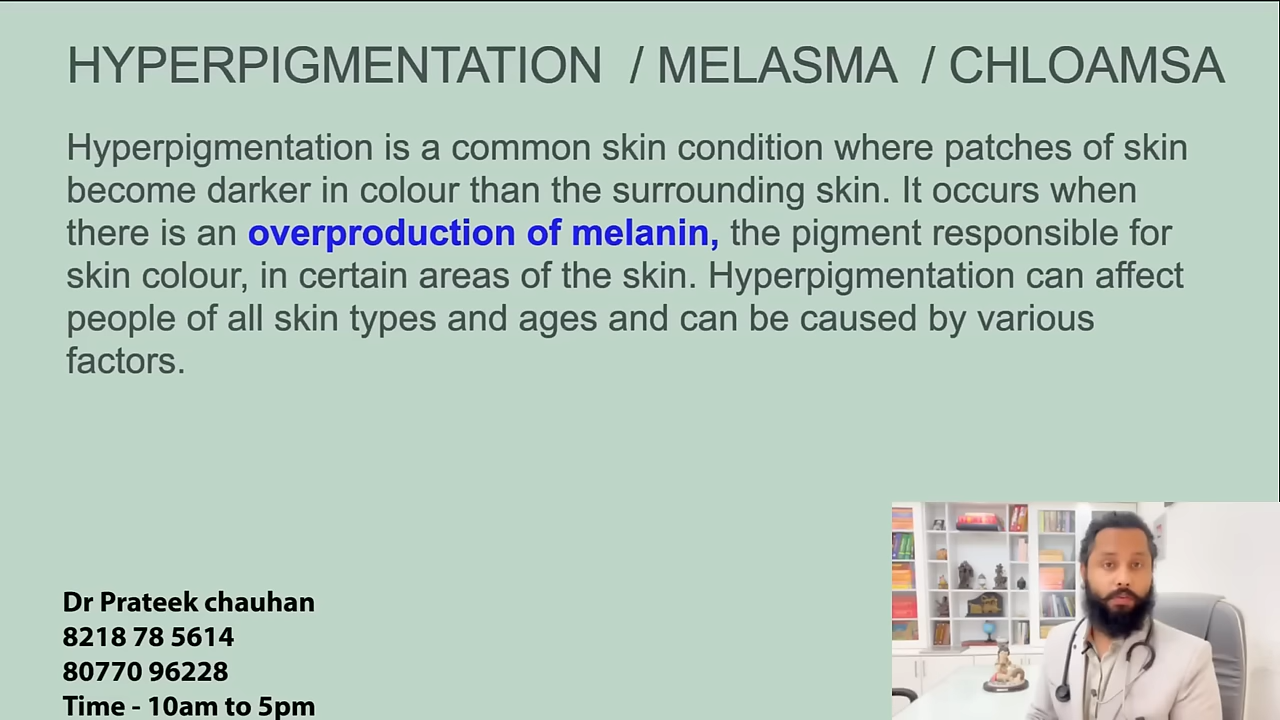 HYPERPIGMENTATION / MELASMA / CHLOAMSA
Hyperpigmentation is a common skin condition where patches of skin
become darker in colour than the surrounding skin. It occurs when
there is an overproduction of melanin, the pigment responsible for
skin colour, in certain areas of the skin. Hyperpigmentation can affect
people of all skin types and ages and can be caused by various
factors.
Dr Prateek chauhan
8218 78 5614
80770 96228
Time - 10am to 5pm